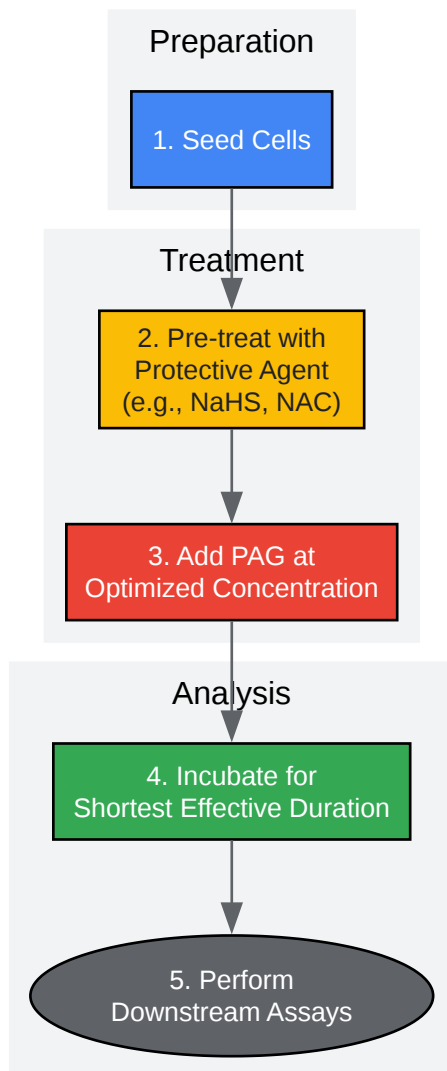 Preparation
1. Seed Cells
Treatment
2. Pre-treat with
Protective Agent
(e.g., NaHS, NAC)
3. Add PAG at
Optimized Concentration
Analysis
4. Incubate for
Shortest Effective Duration
5. Perform
Downstream Assays